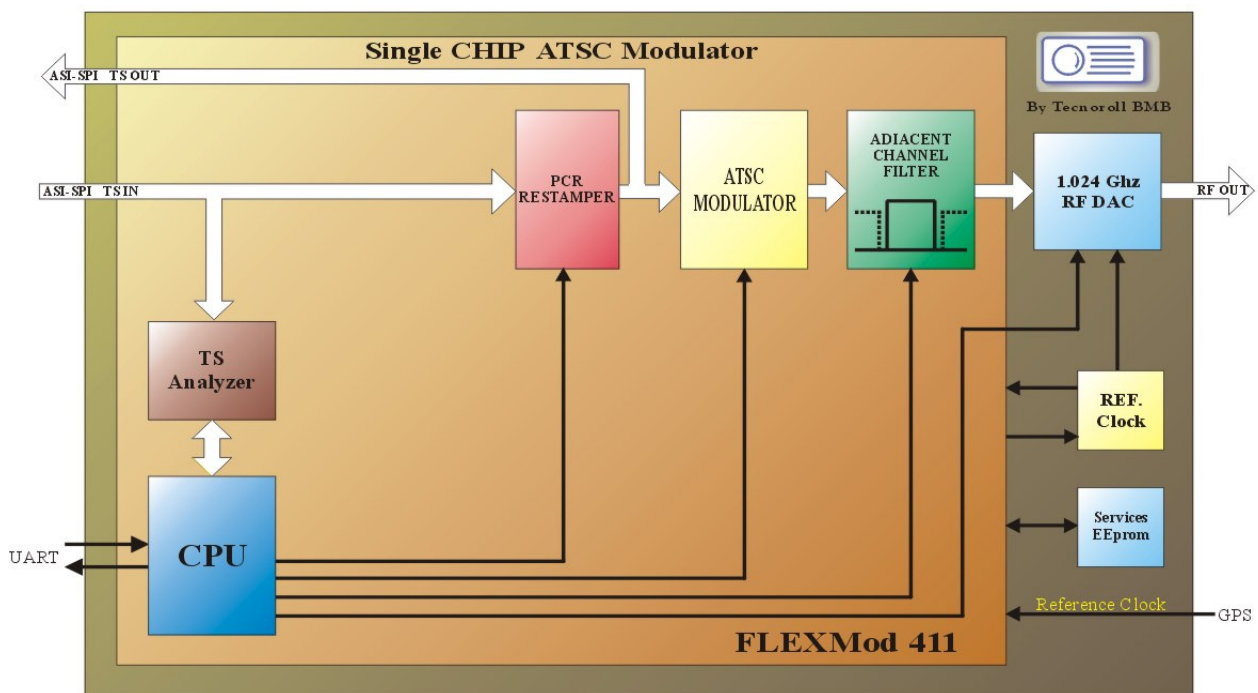 Single CHIP ATSC Modulator
ASI-SPI TS OUT
By Tecnoroll BMB
ADIACENT
CHANNEL
FILTER
PCR
RESTAMPER
ATSC
MODULATOR
1.024 Ghz
RF DAC
ASI-SPI TS IN
RF OUT
TS
Analyzer
REF.
Clock
CPU
UART
Services
EEprom
Reference Clock
GPS
FLEXMod 411